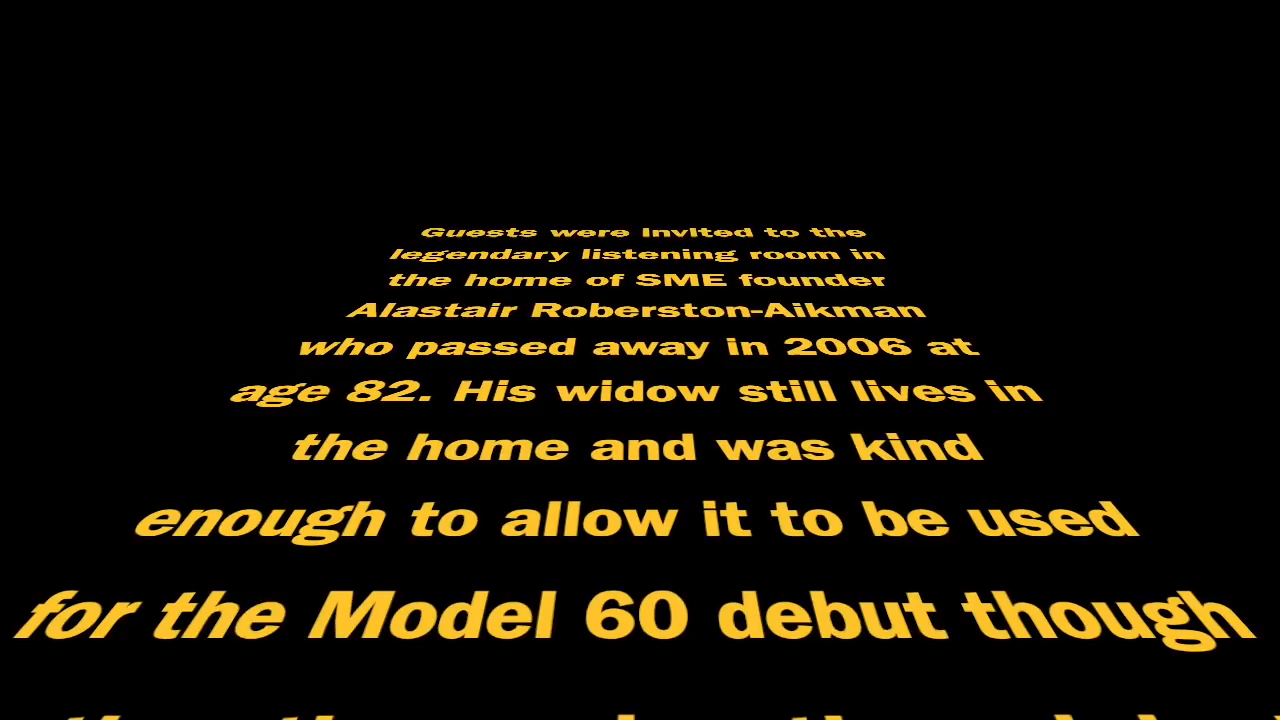 Guests were invited to the
legendary listening room in
the home of SME founder
Alastair Roberston-Aikman
who passed away in 2006 at
age 82. His widow still lives in
the home and was kind
enough to allow it to be used
for the Model 60 debut though